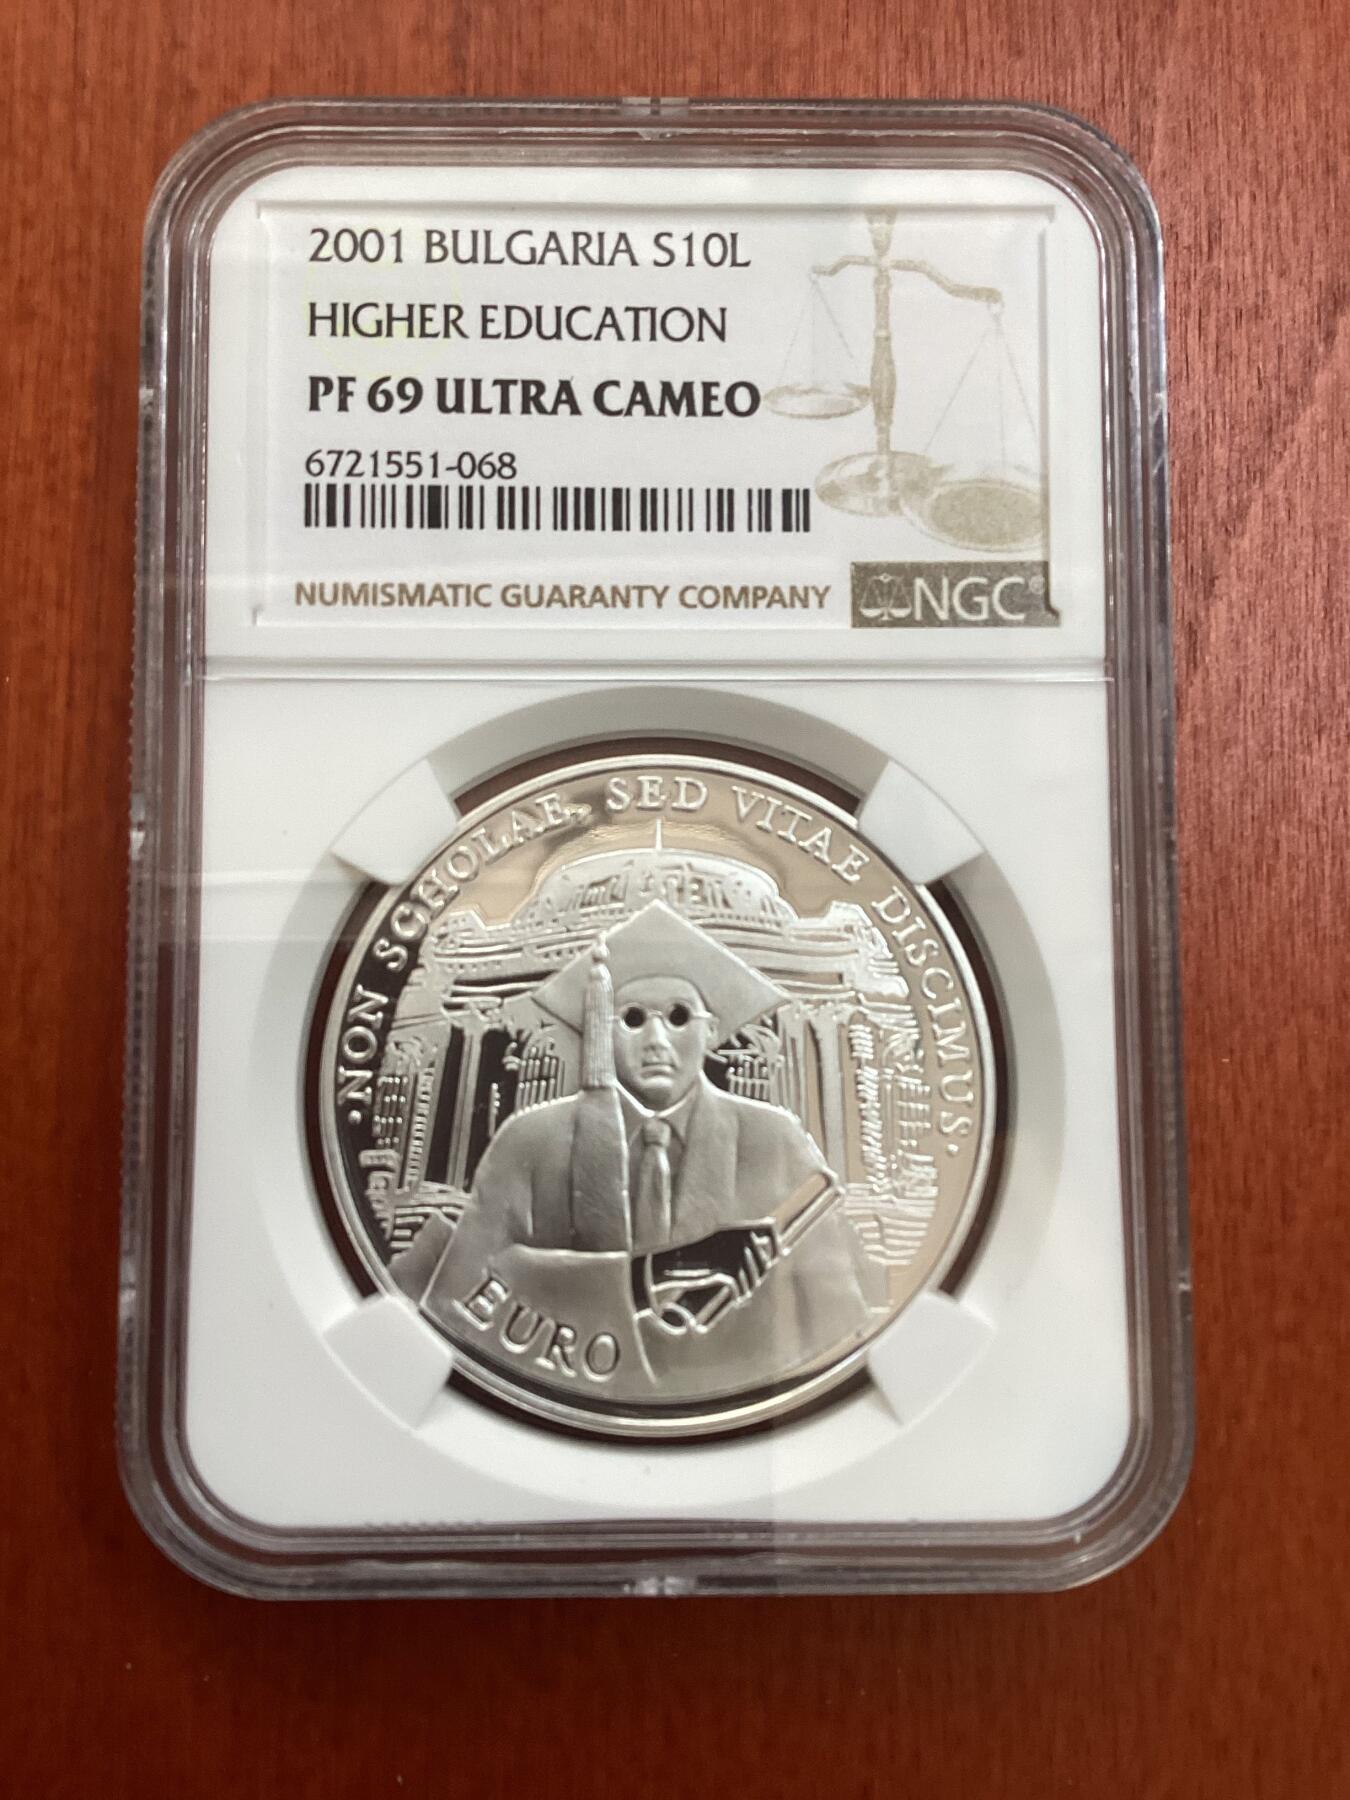 2001 BULGARIA S10L
HIGHER EDUCATION
PF 69 ULTRA CAMEO
6721551-068
NUMISMATIC GUARANTY COMPANY
NGC®
·NON SCHOLAE, SED VITAE DISCIMUS·
EURO